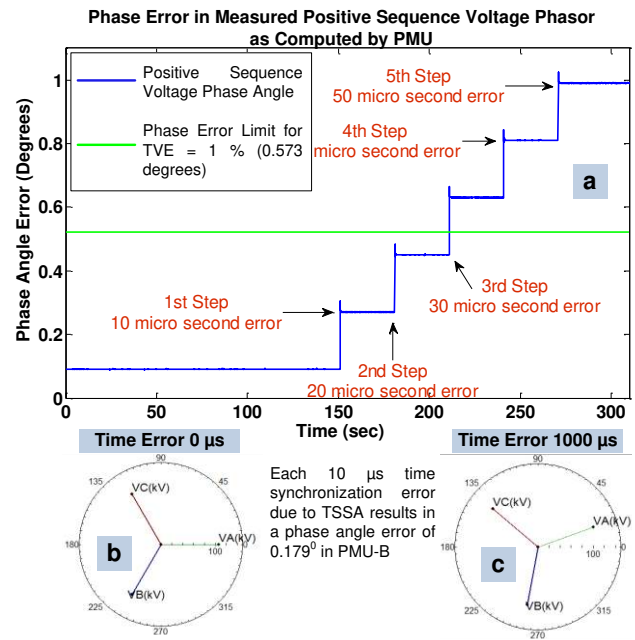 Phase Error in Measured Positive Sequence Voltage Phasor
as Computed by PMU
Phase Angle Error (Degrees)
1
0.8
0.6
0.4
0.2
0
Positive Sequence
Voltage Phase Angle
Phase Error Limit for
TVE = 1 % (0.573
degrees)
5th Step
50 micro second error
4th Step
micro second error
a
3rd Step
30 micro second error
1st Step
10 micro second error
2nd Step
20 micro second error
0 50 100 150 200 250 300
Time (sec)
Time Error 0 µs
90
135 45
VC(kV)
180 VA(kV) 0
100
b
VB(kV)
225 315
270
Each 10 µs time
synchronization error
due to TSSA results in
a phase angle error of
0.179⁰ in PMU-B
Time Error 1000 µs
90
135 45
VC(kV)
VA(kV)
180 0
100
c
VB(kV)
225 315
270